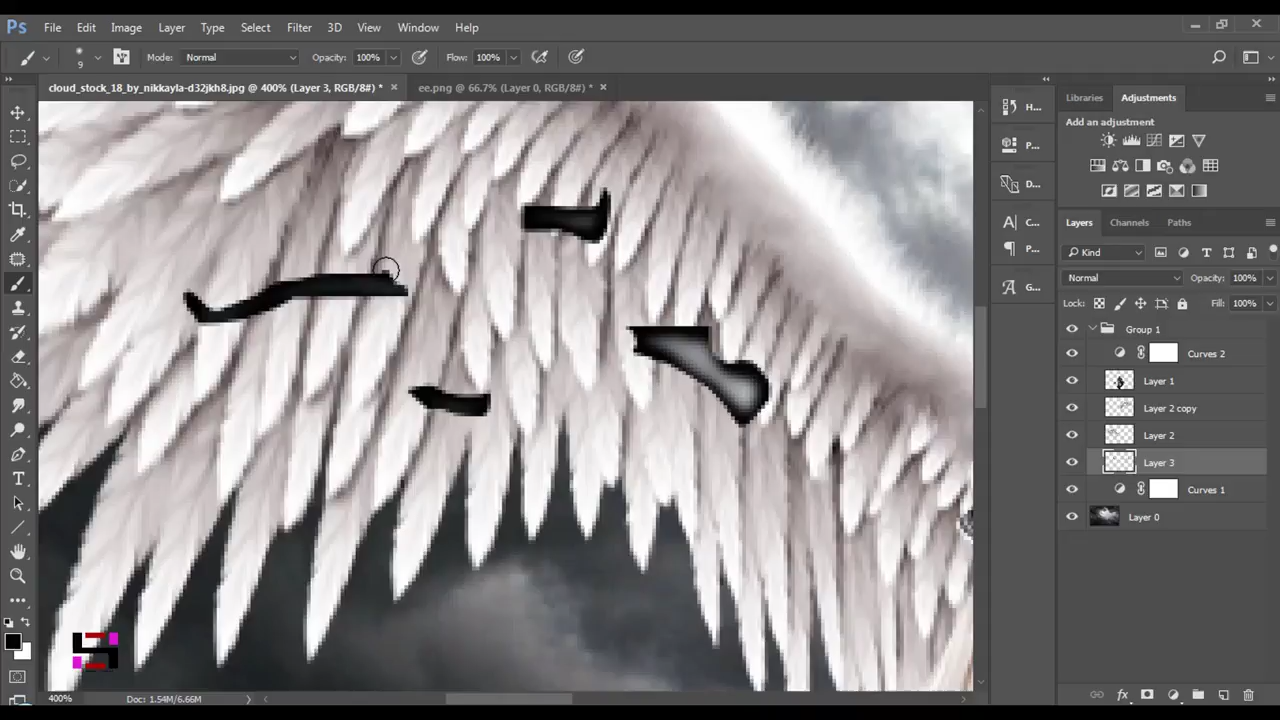 Ps File Edit Image Layer Type Select Filter 3D View Window Help
9 Mode: Normal Opacity: 100% Flow: 100%
cloud_stock_18_by_nikkayla-d32jkh8.jpg @ 400% (Layer 3, RGB/8#) * ee.png @ 66.7% (Layer 0, RGB/8#) *
H...
P...
D...
A C...
P...
G...
Libraries Adjustments
Add an adjustment
Layers Channels Paths
Kind
Normal Opacity: 100%
Lock: Fill: 100%
Group 1
Curves 2
Layer 1
Layer 2 copy
Layer 2
Layer 3
Curves 1
Layer 0
fx
T
400% Doc: 1.54M/6.66M